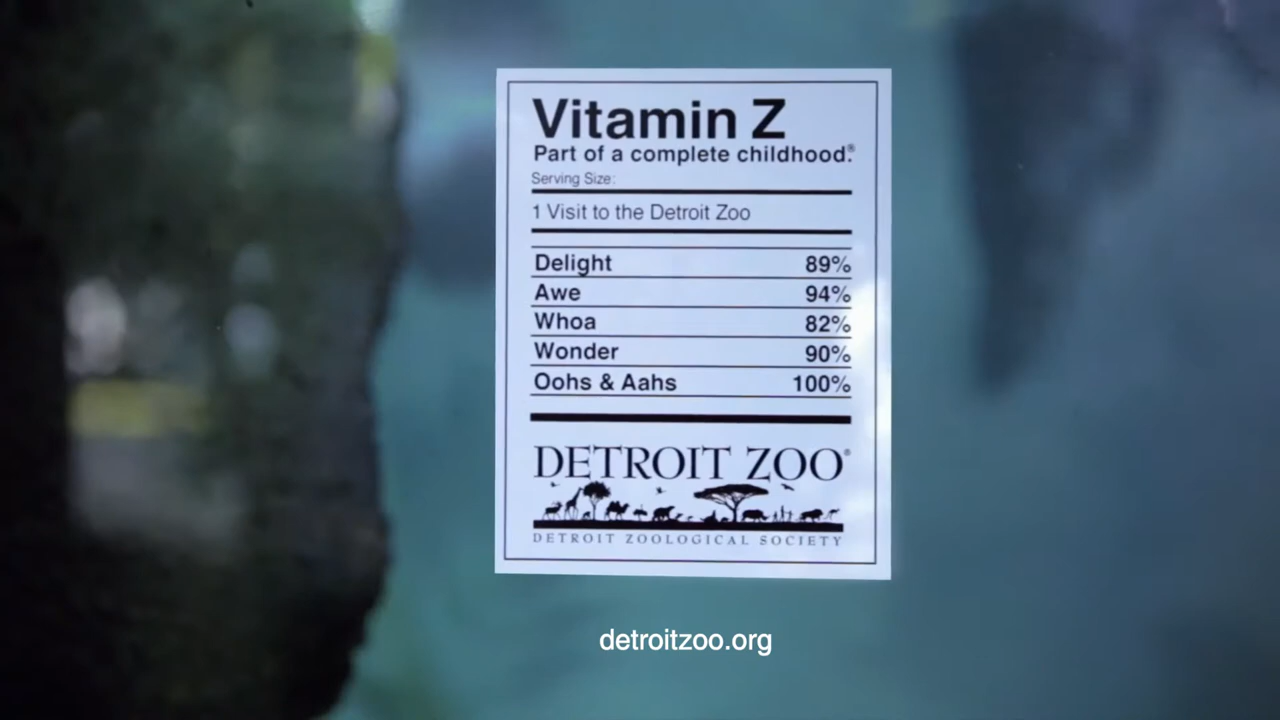 Vitamin Z
Part of a complete childhood.®
Serving Size:
1 Visit to the Detroit Zoo
Delight 89%
Awe 94%
Whoa 82%
Wonder 90%
Oohs & Aahs 100%
DETROIT ZOO®
DETROIT ZOOLOGICAL SOCIETY
detroitzoo.org